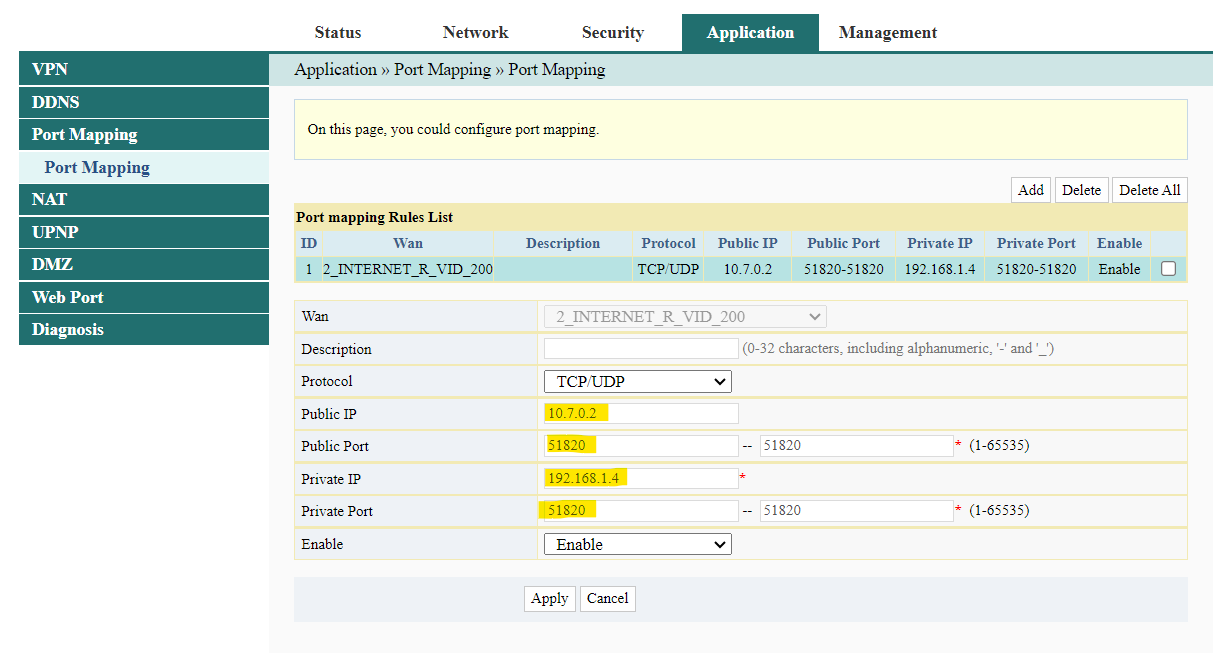 Status Network Security Application Management
VPN
DDNS
Port Mapping
Port Mapping
NAT
UPNP
DMZ
Web Port
Diagnosis
Application » Port Mapping » Port Mapping
On this page, you could configure port mapping.
Add Delete Delete All
Port mapping Rules List
ID Wan Description Protocol Public IP Public Port Private IP Private Port Enable
1 2_INTERNET_R_VID_200 TCP/UDP 10.7.0.2 51820-51820 192.168.1.4 51820-51820 Enable
Wan 2_INTERNET_R_VID_200
Description (0-32 characters, including alphanumeric, '-' and '_')
Protocol TCP/UDP
Public IP 10.7.0.2
Public Port 51820 -- 51820 * (1-65535)
Private IP 192.168.1.4 *
Private Port 51820 -- 51820 * (1-65535)
Enable Enable
Apply Cancel